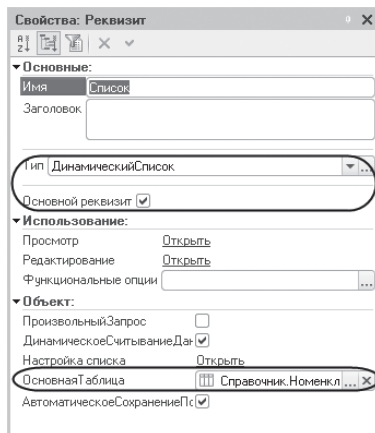 Свойства: Реквизит
Основные:
Имя Список
Заголовок
Тип ДинамическийСписок
Основной реквизит
Использование:
Просмотр Открыть
Редактирование Открыть
Функциональные опции
Объект:
ПроизвольныйЗапрос
ДинамическоеСчитываниеДан
Настройка списка Открыть
ОсновнаяТаблица Справочник.Номенкл ...
АвтоматическоеСохранениеПо